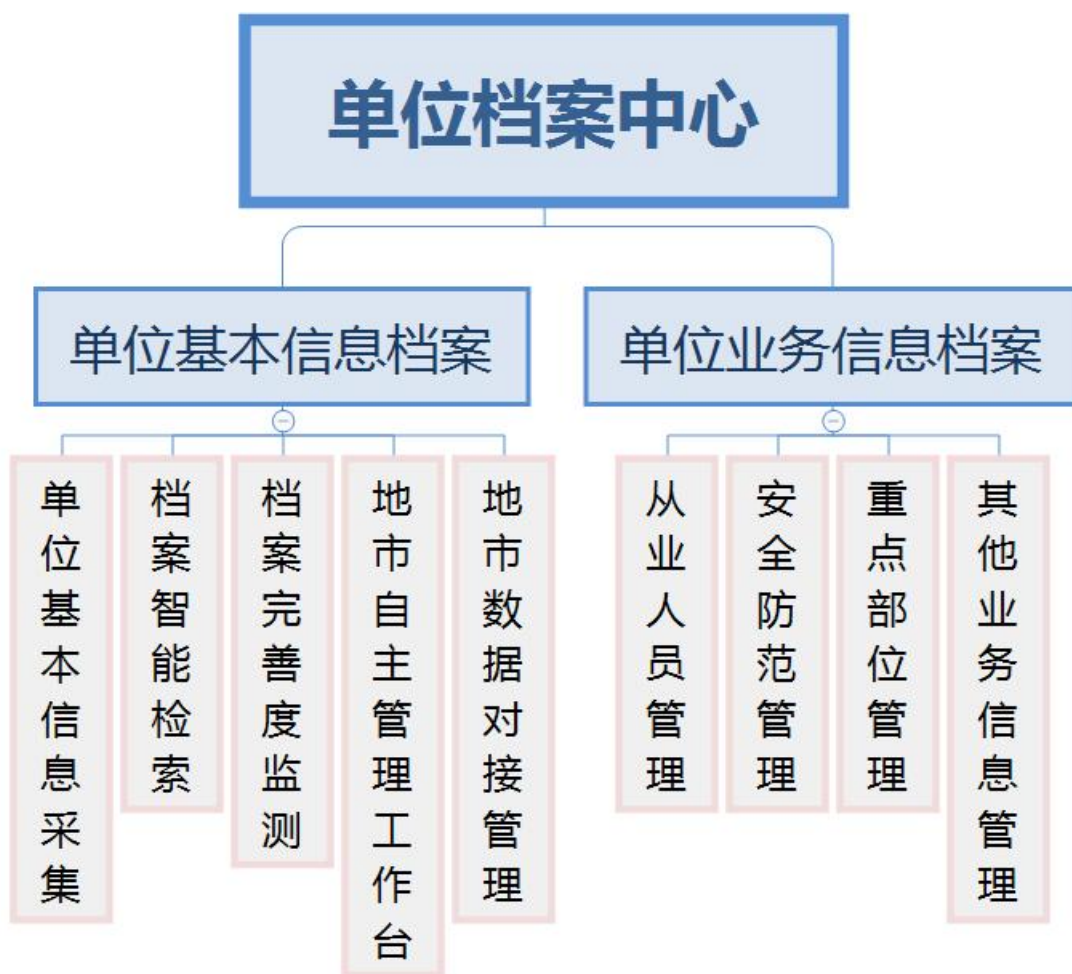 单位档案中心
单位基本信息档案
单位业务信息档案
单位基本信息采集
档案智能检索
档案完善度监测
地市自主管理工作台
地市数据对接管理
从业人员管理
安全防范管理
重点部位管理
其他业务信息管理